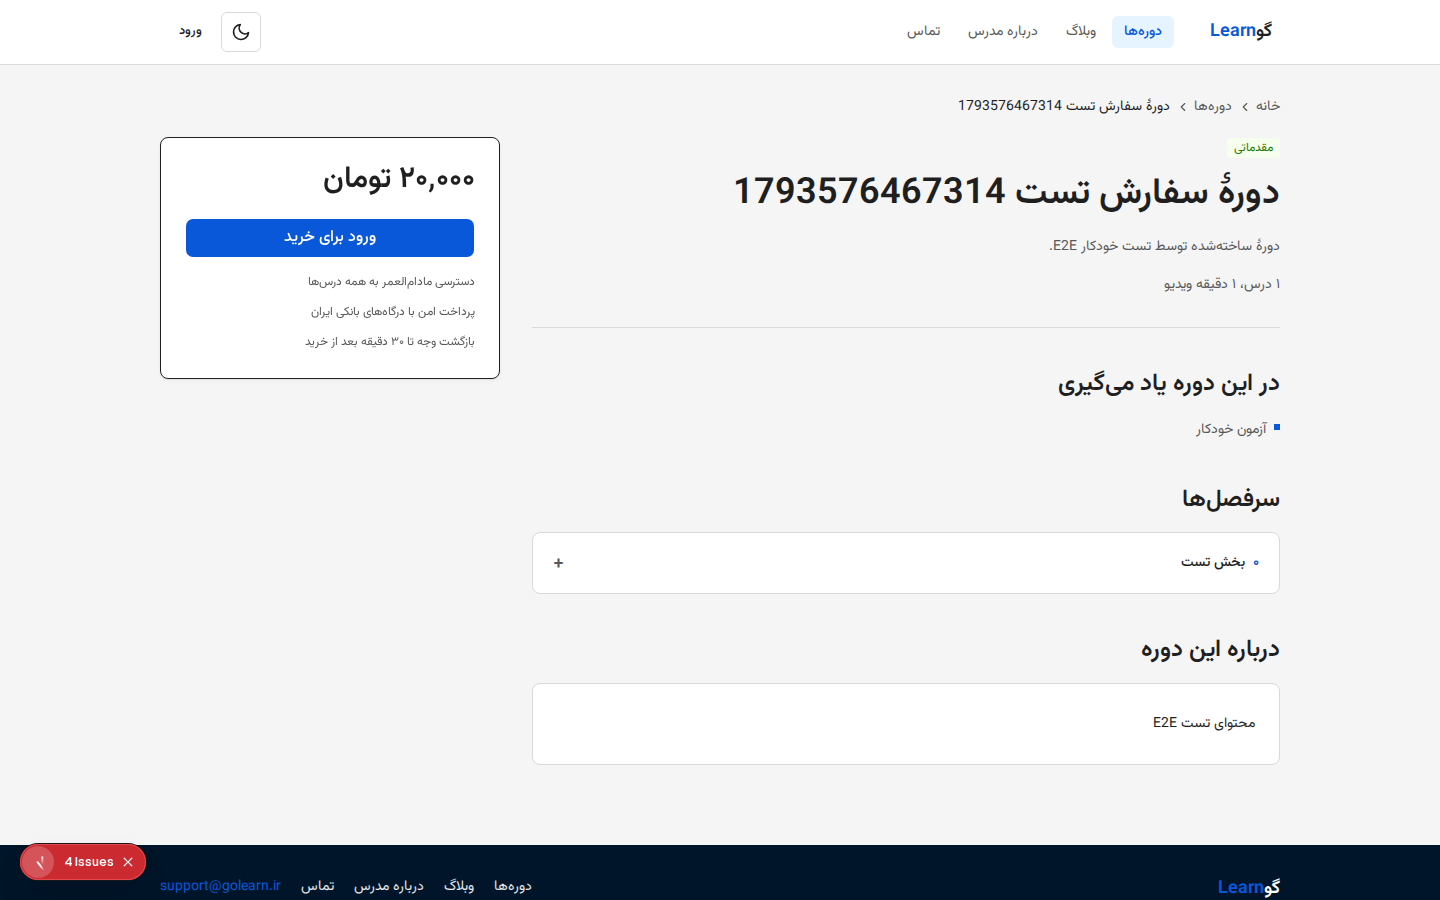 گوLearn
دوره‌ها
وبلاگ
درباره مدرس
تماس
ورود
خانه
دوره‌ها
دورهٔ سفارش تست 1793576467314
مقدماتی
دورهٔ سفارش تست 1793576467314
دورهٔ ساخته‌شده توسط تست خودکار E2E.
۱ درس، ۱ دقیقه ویدیو
۲۰,۰۰۰ تومان
ورود برای خرید
دسترسی مادام‌العمر به همه درس‌ها
پرداخت امن با درگاه‌های بانکی ایران
بازگشت وجه تا ۳۰ دقیقه بعد از خرید
در این دوره یاد می‌گیری
آزمون خودکار
سرفصل‌ها
۰ بخش تست
+
درباره این دوره
محتوای تست E2E
گوLearn
دوره‌ها
وبلاگ
درباره مدرس
تماس
support@golearn.ir
4 Issues